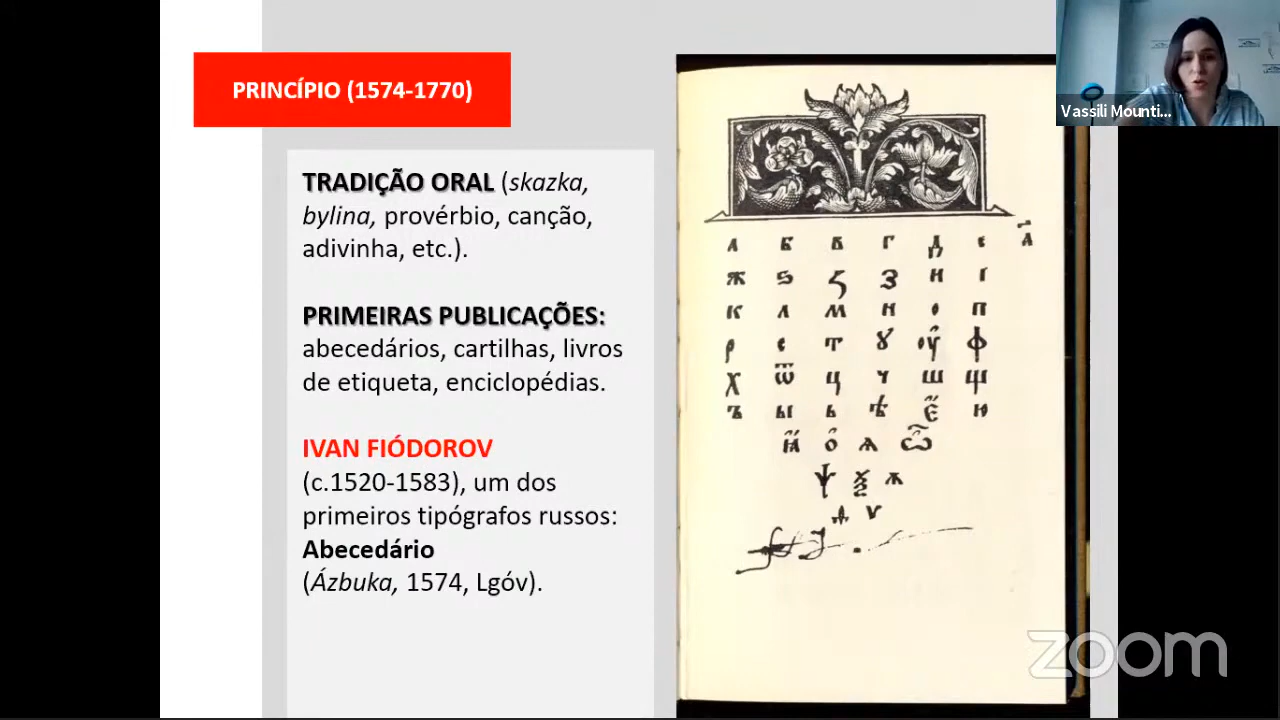 PRINCÍPIO (1574-1770)
TRADIÇÃO ORAL (skazka,
bylina, provérbio, canção,
adivinha, etc.).
PRIMEIRAS PUBLICAÇÕES:
abecedários, cartilhas, livros
de etiqueta, enciclopédias.
IVAN FIÓDOROV
(c.1520-1583), um dos
primeiros tipógrafos russos:
Abecedário
(Ázbuka, 1574, Lgóv).
а б в г д е
ж ѕ з н і
к л м н о п
р с т ꙋ оу ф
х ѿ ц ч ш щ
ъ ы ь ѣ є ю
о ѧ ѽ
ѱ ѯ ѫ
ѵ
Vassili Mounti...
zoom